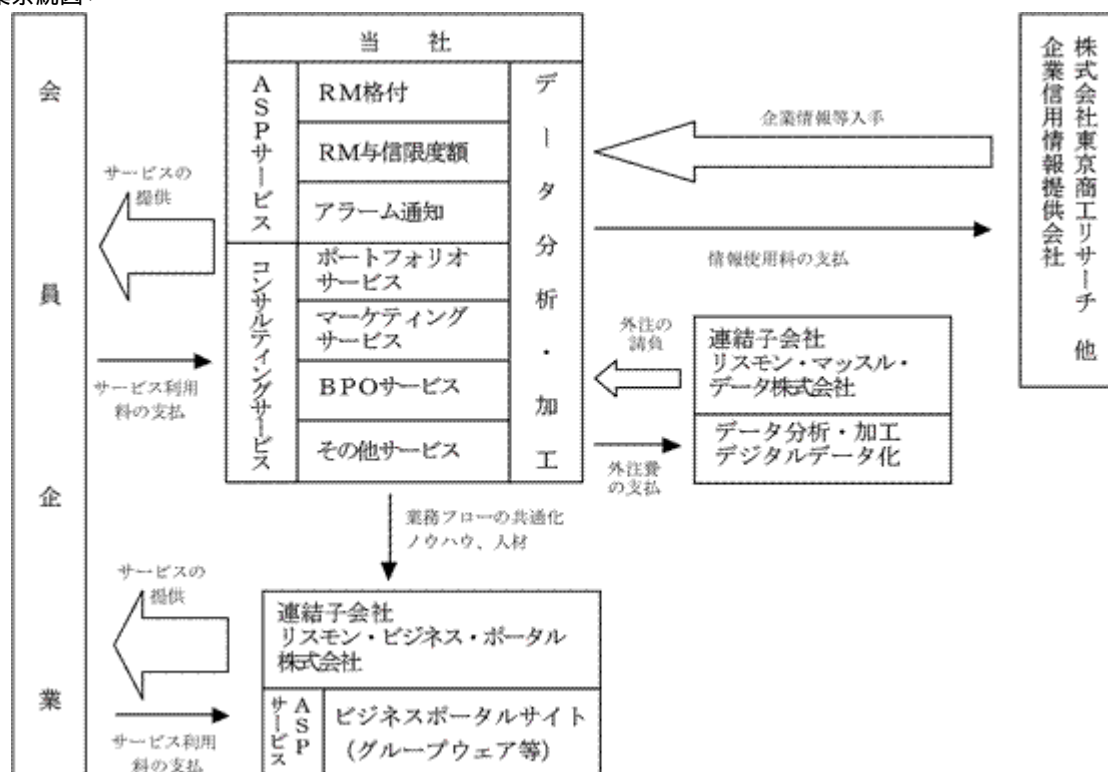 業系統図
会員企業
サービスの
提供
サービス利用
料の支払
当 社
ASPサービス
RM格付
RM与信限度額
アラーム通知
コンサルティングサービス
ポートフォリオ
サービス
マーケティング
サービス
BPOサービス
その他サービス
データ分析・加工
企業情報等入手
情報使用料の支払
株式会社東京商工リサーチ 他
企業信用情報提供会社
外注の
請負
外注費
の支払
連結子会社
リスモン・マッスル・
データ株式会社
データ分析・加工
デジタルデータ化
業務フローの共通化
ノウハウ、人材
サービスの
提供
サービス利用
料の支払
連結子会社
リスモン・ビジネス・ポータル
株式会社
ASP
サービス
ビジネスポータルサイト
(グループウェア等)